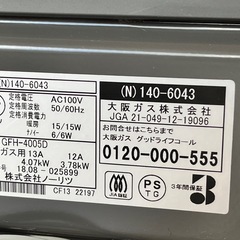 (N)140-6043
定格電圧 AC100V
定格周波数 50/60Hz
定格消費電力
15/15W
ナー 6/6W
GFH-4005D
ガス用 13A 12A
4.07kW 3.78kW
18.08-025899
株式会社ノーリツ
CF13 22197
(N)140-6043
大阪ガス株式会社
JGA 21-049-12-19096
お問合せはこちらまで
大阪ガス グッドライフコール
0120-000-555
JIA
PS
TG
3年間保証